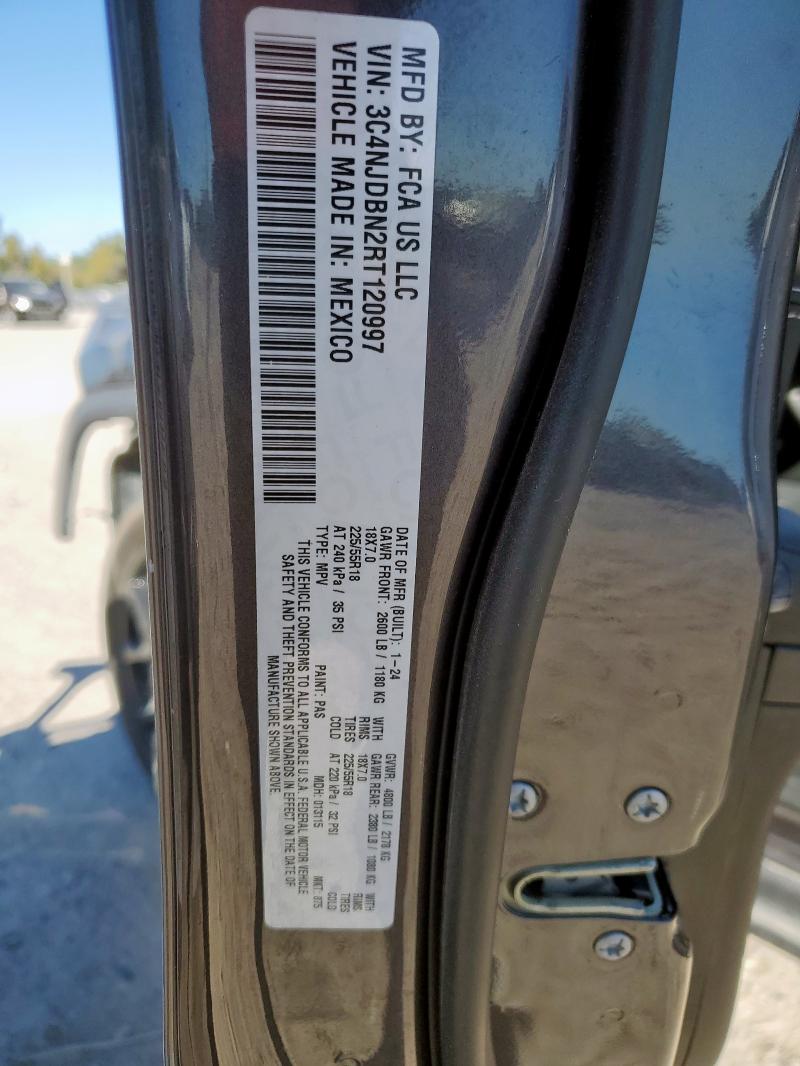 MFD BY: FCA US LLC
VIN: 3C4NJDBN2RT120997
VEHICLE MADE IN: MEXICO
DATE OF MFR (BUILT): 1-24 GVWR: 4800 LB / 2178 KG
GAWR FRONT: 2600 LB / 1180 KG WITH GAWR REAR: 2380 LB / 1080 KG WITH
18X7.0 RIMS 18X7.0 RIMS
225/55R18 TIRES 225/55R18 TIRES
AT 240 kPa / 35 PSI COLD AT 220 kPa / 32 PSI COLD
TYPE: MPV PAINT: PAS MDH: 013115 MKT: 875
THIS VEHICLE CONFORMS TO ALL APPLICABLE U.S.A. FEDERAL MOTOR VEHICLE
SAFETY AND THEFT PREVENTION STANDARDS IN EFFECT ON THE DATE OF
MANUFACTURE SHOWN ABOVE.